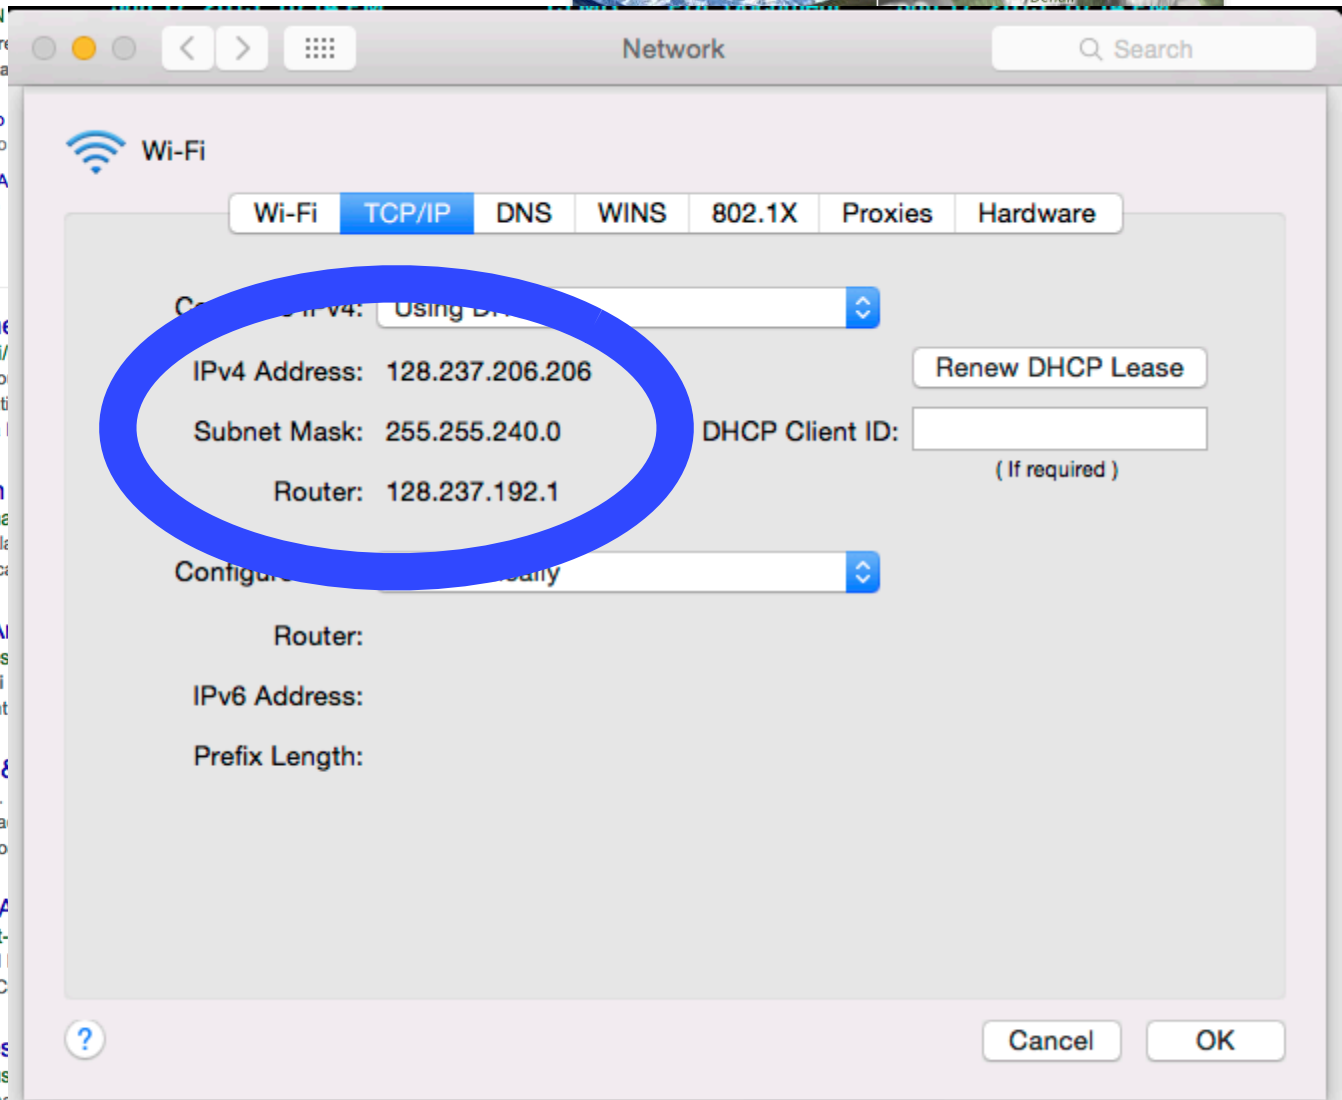 Network
Search
Wi-Fi
Wi-Fi TCP/IP DNS WINS 802.1X Proxies Hardware
Using
IPv4 Address: 128.237.206.206
Renew DHCP Lease
Subnet Mask: 255.255.240.0
DHCP Client ID:
( If required )
Router: 128.237.192.1
Router:
IPv6 Address:
Prefix Length:
?
Cancel OK